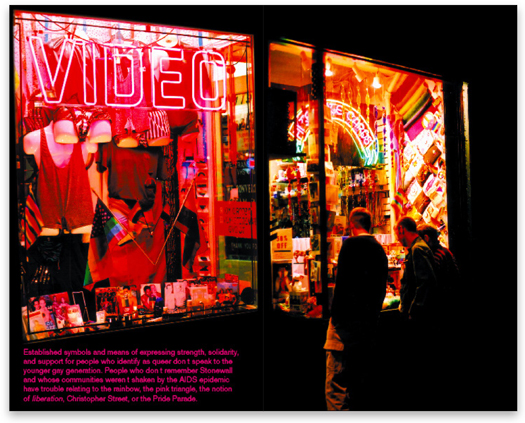 VIDEO
Established symbols and means of expressing strength, solidarity,
and support for people who identify as queer don't speak to the
younger gay generation. People who don't remember Stonewall
and whose communities weren't shaken by the AIDS epidemic
have trouble relating to the rainbow, the pink triangle, the notion
of liberation, Christopher Street, or the Pride Parade.